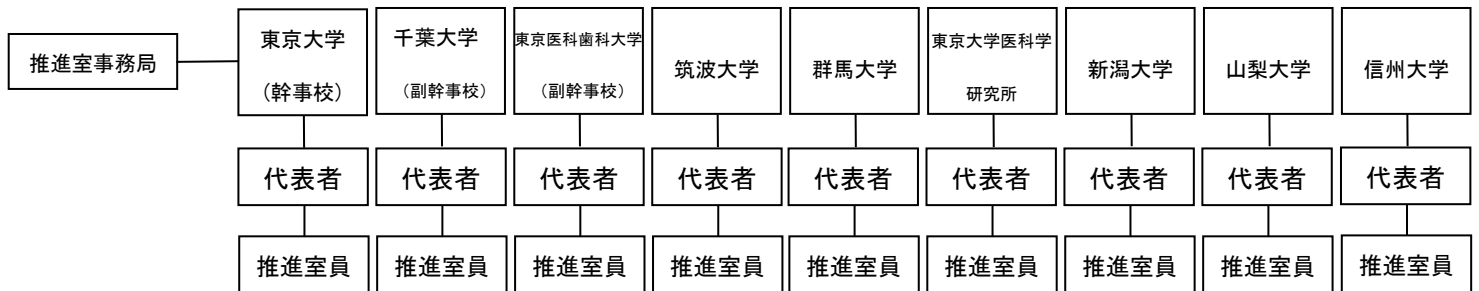 推進室事務局
東京大学
（幹事校）
千葉大学
（副幹事校）
東京医科歯科大学
（副幹事校）
筑波大学
群馬大学
東京大学医科学
研究所
新潟大学
山梨大学
信州大学
代表者
代表者
代表者
代表者
代表者
代表者
代表者
代表者
代表者
推進室員
推進室員
推進室員
推進室員
推進室員
推進室員
推進室員
推進室員
推進室員